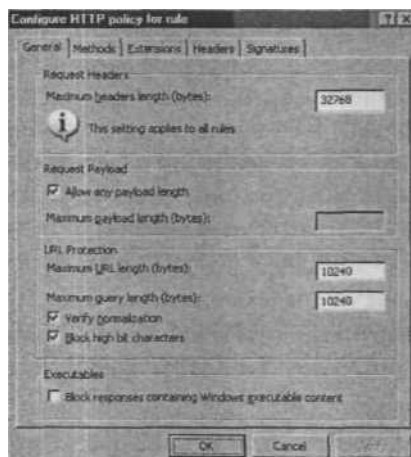 Configure HTTP policy for rule
General Methods Extensions Headers Signatures
Request Headers
Maximum headers length (bytes): 32768
This setting applies to all rules
Request Payload
Allow any payload length
Maximum payload length (bytes):
URL Protection
Maximum URL length (bytes): 10240
Maximum query length (bytes): 10240
Verify normalization
Block high bit characters
Executables
Block responses containing Windows executable content
OK Cancel